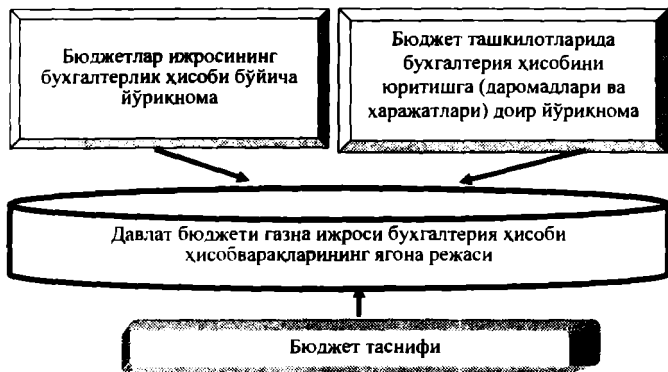 Бюджетлар ижросининг
бухгалтерлик ҳисоби бўйича
йўриқнома
Бюджет ташкилотларида
бухгалтерия ҳисобини
юритишга (даромадлари ва
харажатлари) доир йўриқнома
Давлат бюджети газна ижроси бухгалтерия ҳисоби
ҳисобварақларининг ягона режаси
Бюджет таснифи